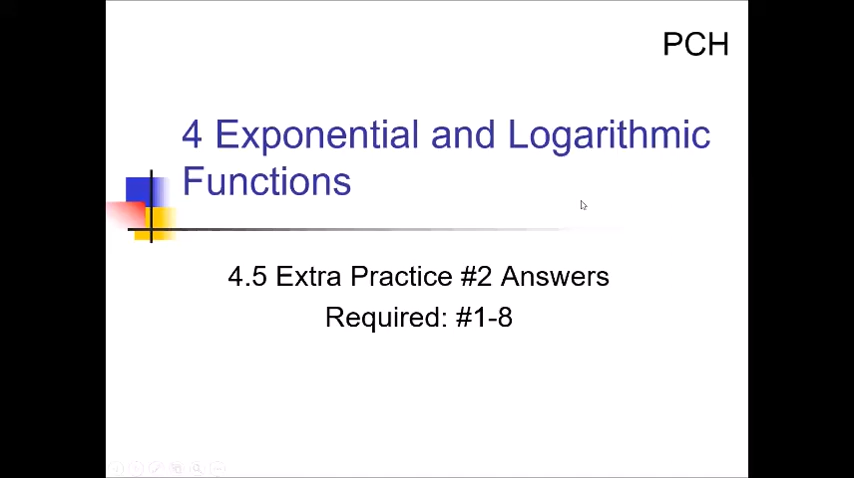 PCH
4 Exponential and Logarithmic
Functions
4.5 Extra Practice #2 Answers
Required: #1-8